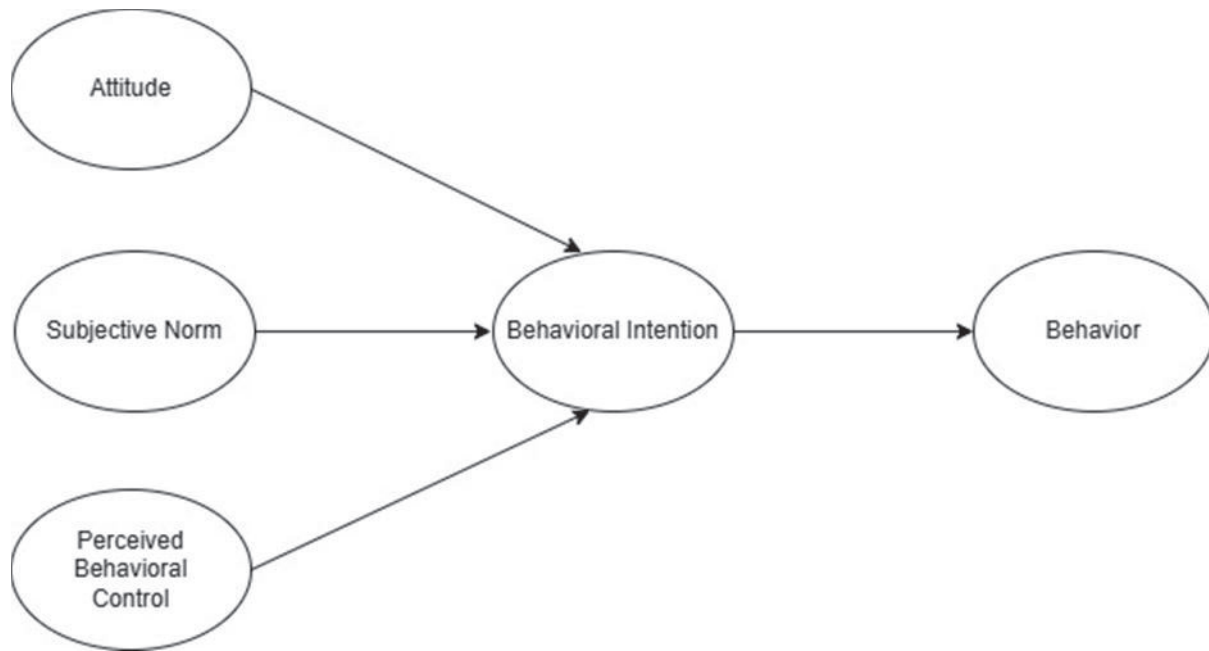 Attitude
Subjective Norm
Behavioral Intention
Behavior
Perceived
Behavioral
Control